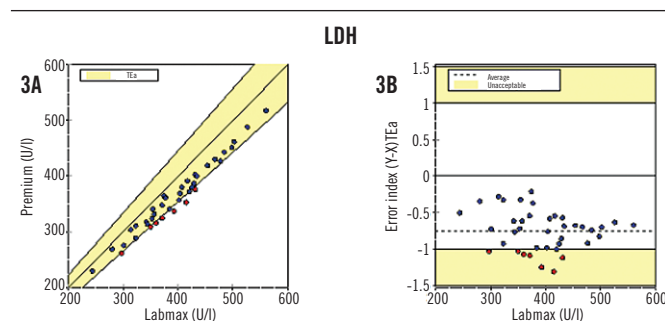 LDH
3A
600
500
400
300
200
TEa
Premium (U/l)
200 300 400 500 600
Labmax (U/l)
3B
1.5
1
0.5
0
-0.5
-1
-1.5
Average
Unacceptable
Error index (Y-X)TEa
200 300 400 500 600
Labmax (U/l)